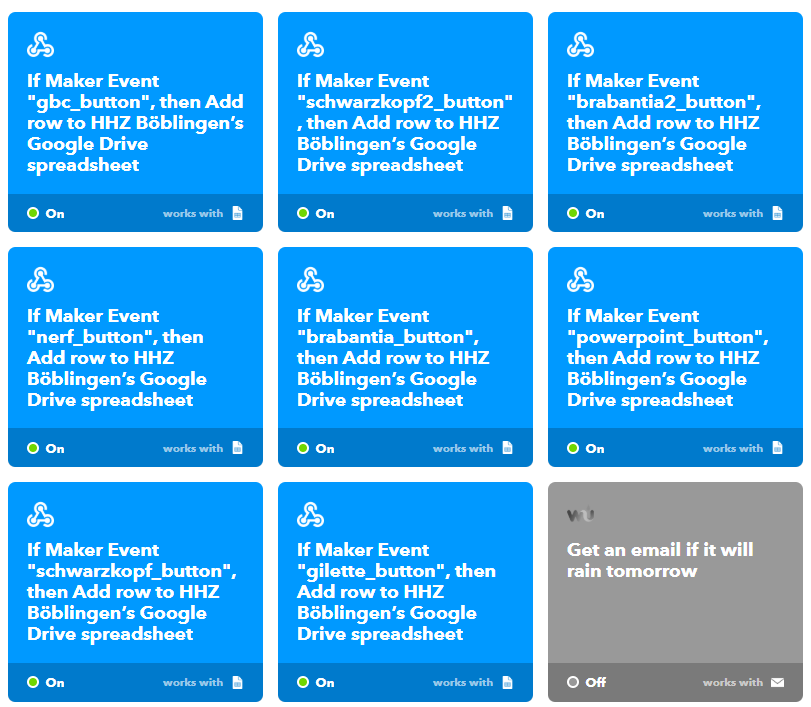 If Maker Event
"gbc_button", then Add
row to HHZ Böblingen’s
Google Drive
spreadsheet
On
works with
If Maker Event
"schwarzkopf2_button"
, then Add row to HHZ
Böblingen’s Google
Drive spreadsheet
On
works with
If Maker Event
"brabantia2_button",
then Add row to HHZ
Böblingen’s Google
Drive spreadsheet
On
works with
If Maker Event
"nerf_button", then
Add row to HHZ
Böblingen’s Google
Drive spreadsheet
On
works with
If Maker Event
"brabantia_button",
then Add row to HHZ
Böblingen’s Google
Drive spreadsheet
On
works with
If Maker Event
"powerpoint_button",
then Add row to HHZ
Böblingen’s Google
Drive spreadsheet
On
works with
If Maker Event
"schwarzkopf_button",
then Add row to HHZ
Böblingen’s Google
Drive spreadsheet
On
works with
If Maker Event
"gilette_button", then
Add row to HHZ
Böblingen’s Google
Drive spreadsheet
On
works with
wu
Get an email if it will
rain tomorrow
Off
works with